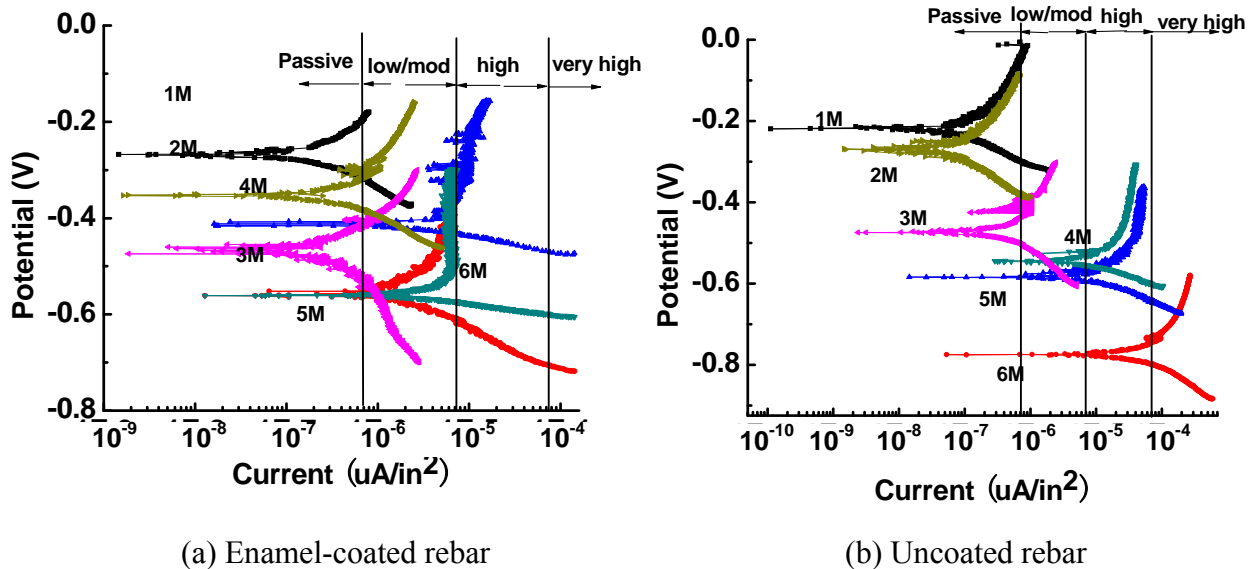 0.0
-0.2
-0.4
-0.6
-0.8
Potential (V)
Passive
low/mod
high
very high
1M
2M
4M
3M
6M
5M
10⁻⁹ 10⁻⁸ 10⁻⁷ 10⁻⁶ 10⁻⁵ 10⁻⁴
Current (uA/in²)
(a) Enamel-coated rebar
0.0
-0.2
-0.4
-0.6
-0.8
Potential (V)
Passive
low/mod
high
very high
1M
2M
3M
4M
5M
6M
10⁻¹⁰ 10⁻⁹ 10⁻⁸ 10⁻⁷ 10⁻⁶ 10⁻⁵ 10⁻⁴
Current (uA/in²)
(b) Uncoated rebar